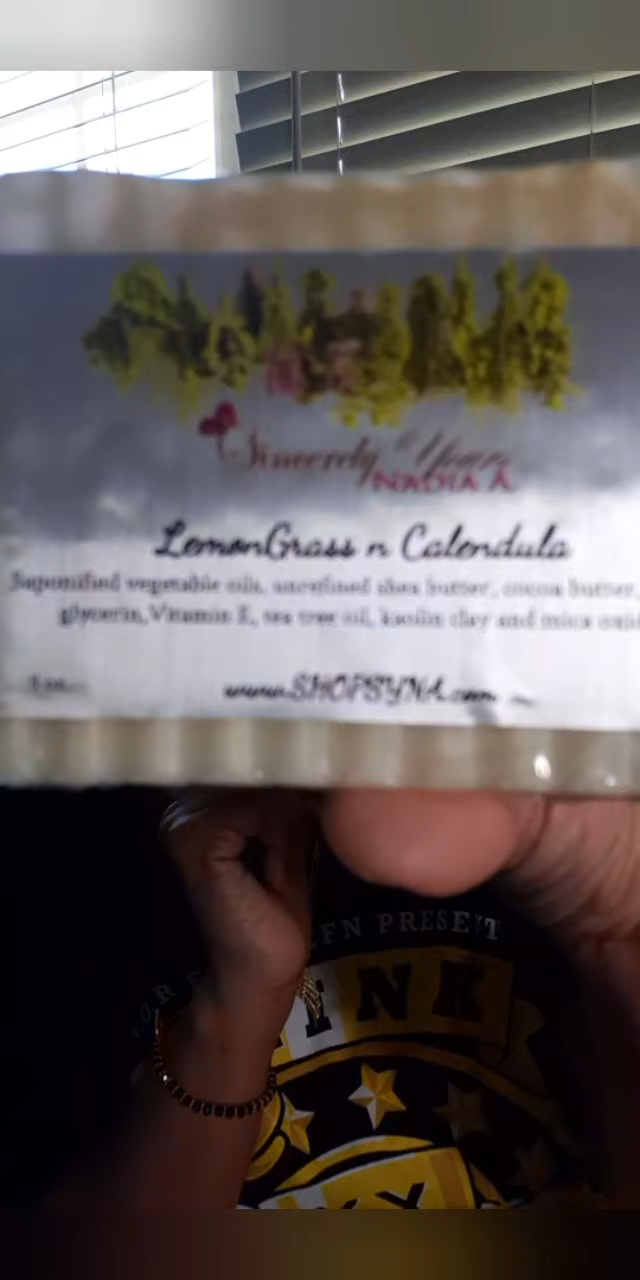 Sincerely Yours
NADIA A
LemonGrass n Calendula
Saponified vegetable oils, unrefined shea butter, cocoa butter,
glycerin, Vitamin E, tea tree oil, kaolin clay and mica
www.SHOPSYNA.com
PRESENT
INK